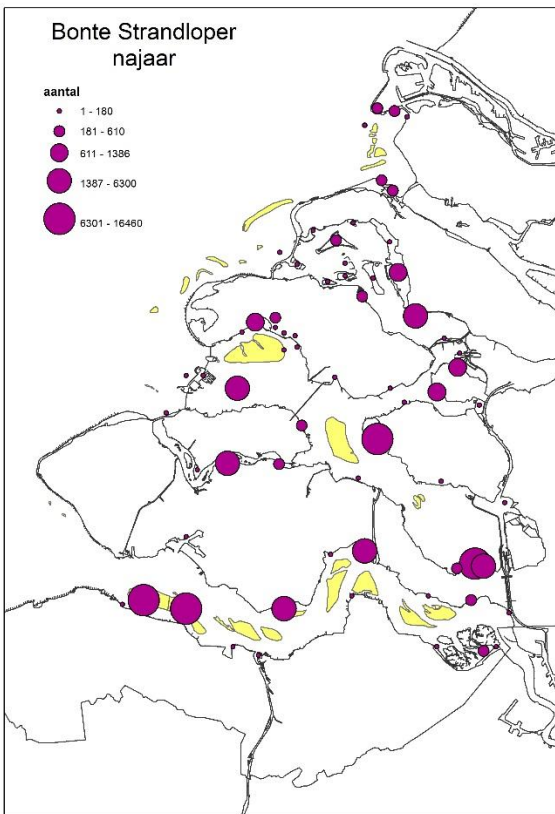 Bonte Strandloper
najaar
aantal
1 - 180
181 - 610
611 - 1386
1387 - 6300
6301 - 16460